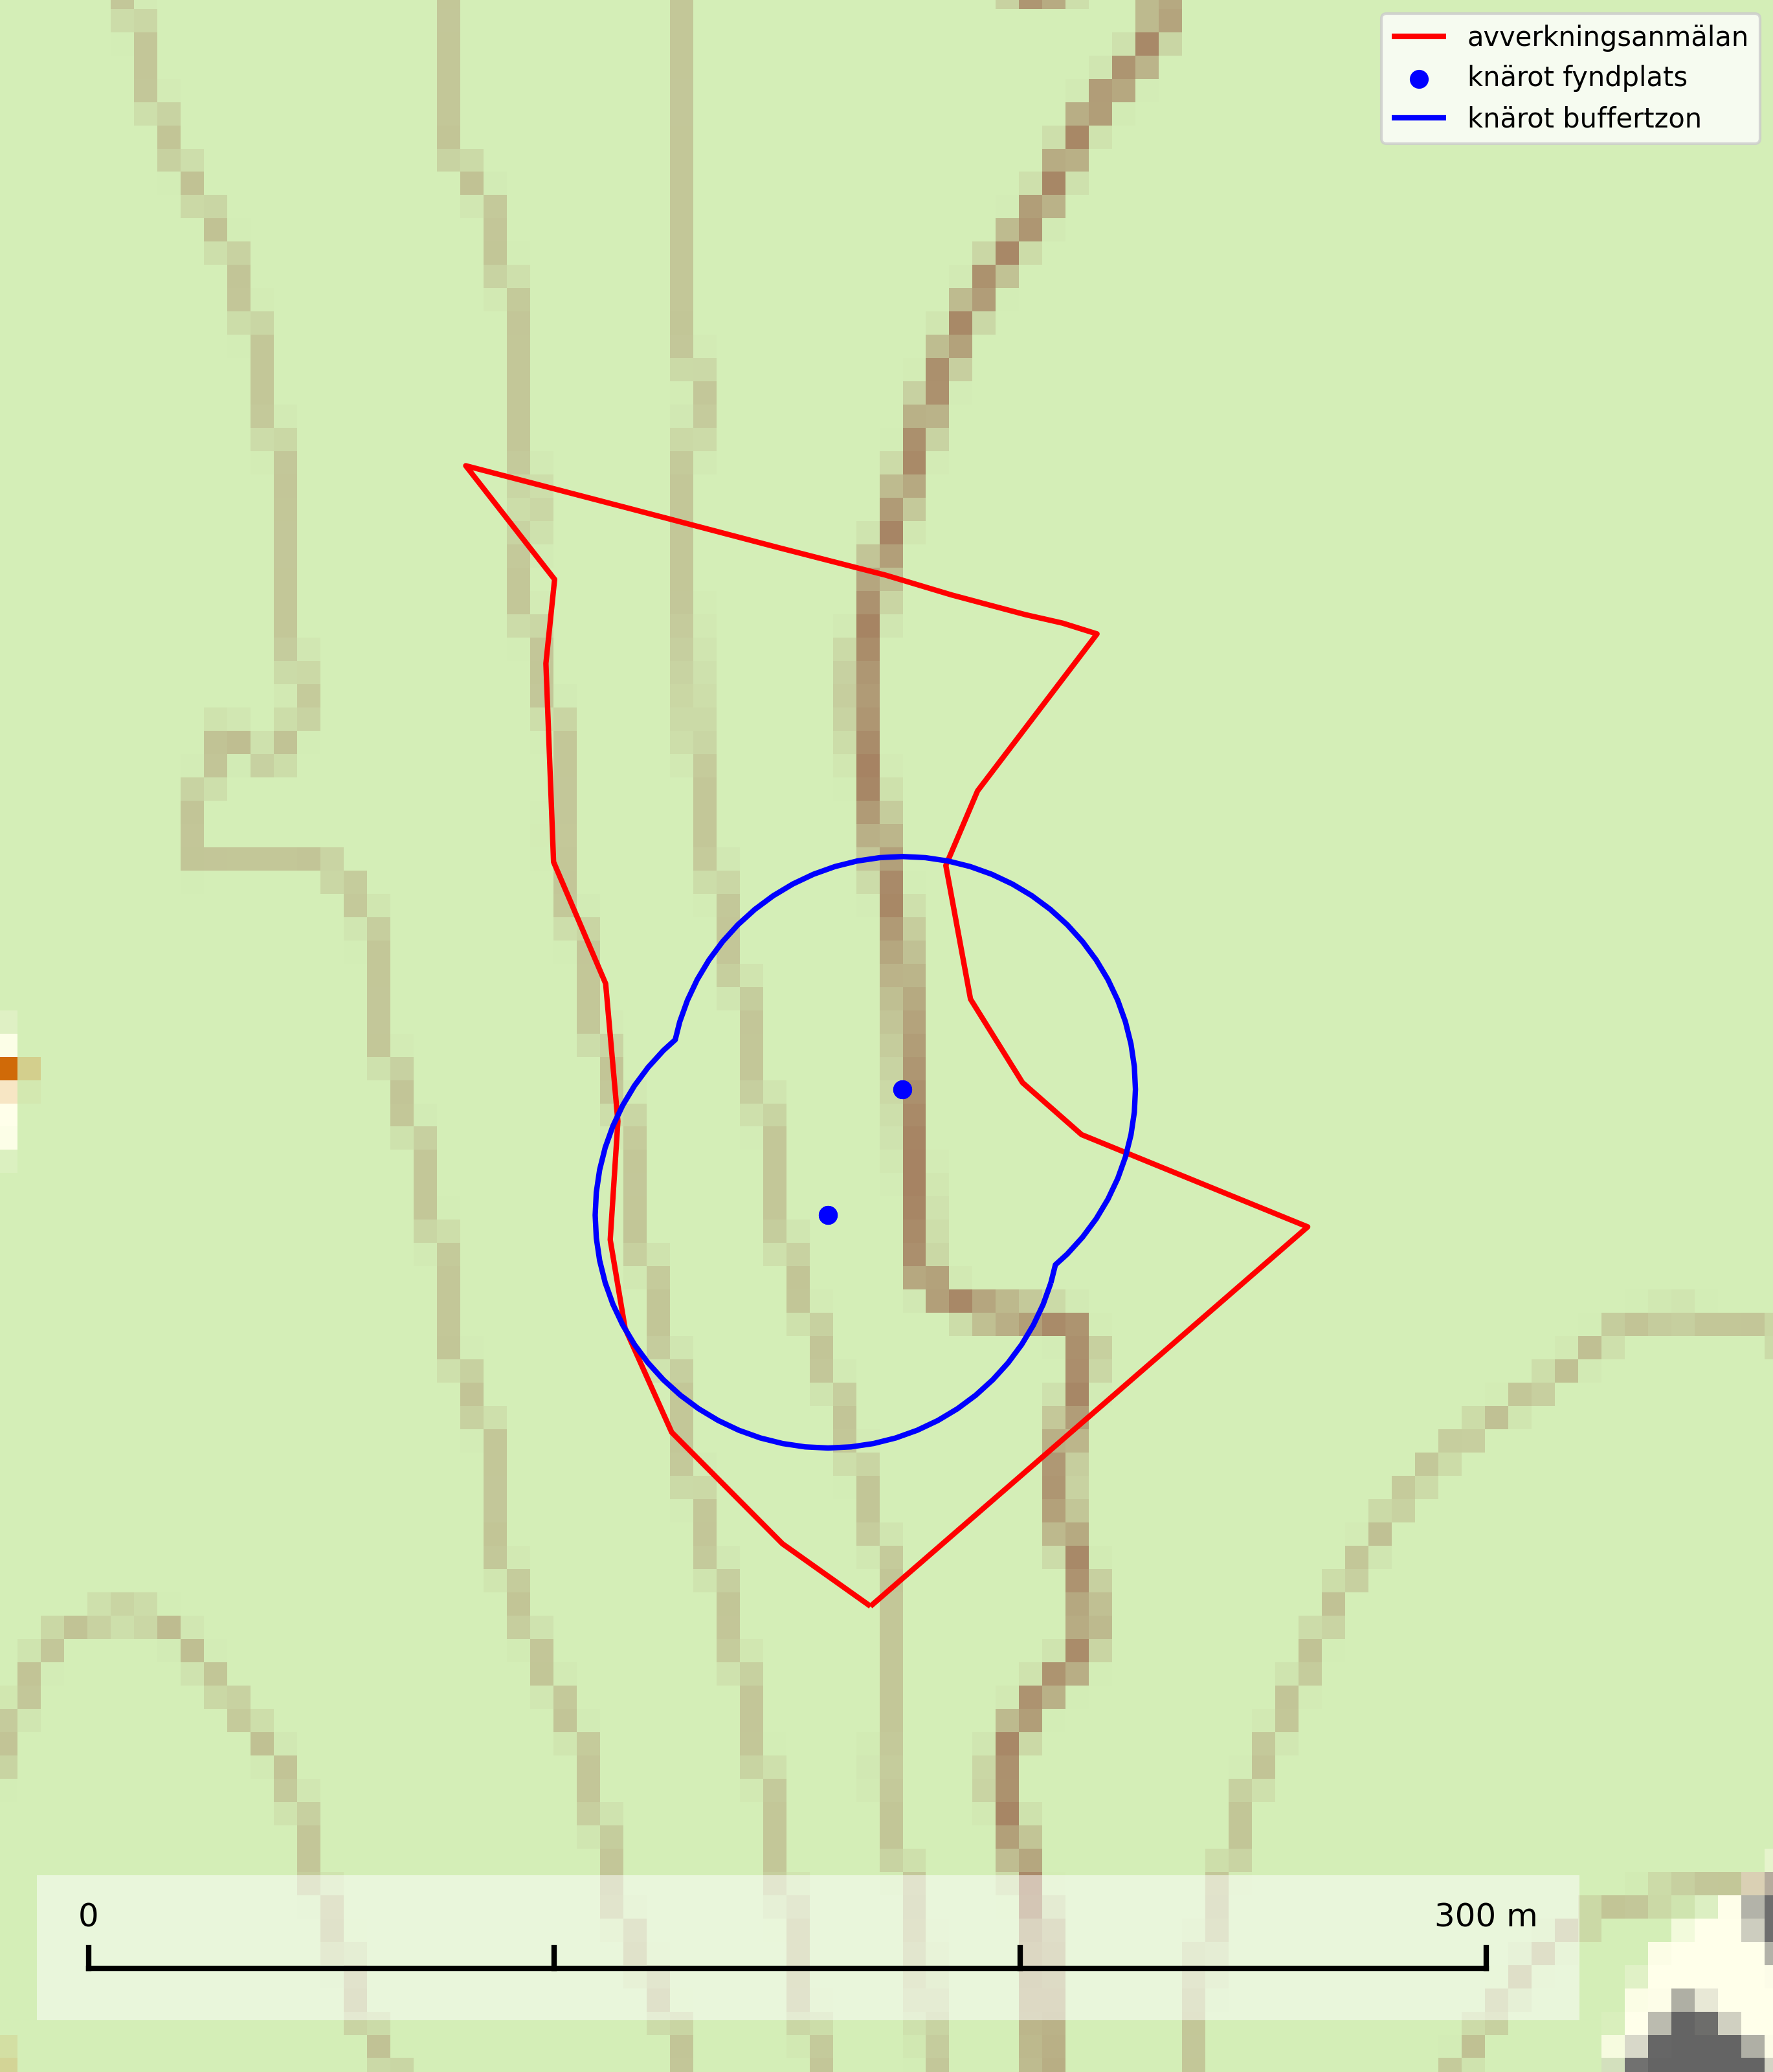 avverkningsanmälan
knärot fyndplats
knärot buffertzon
0
300 m